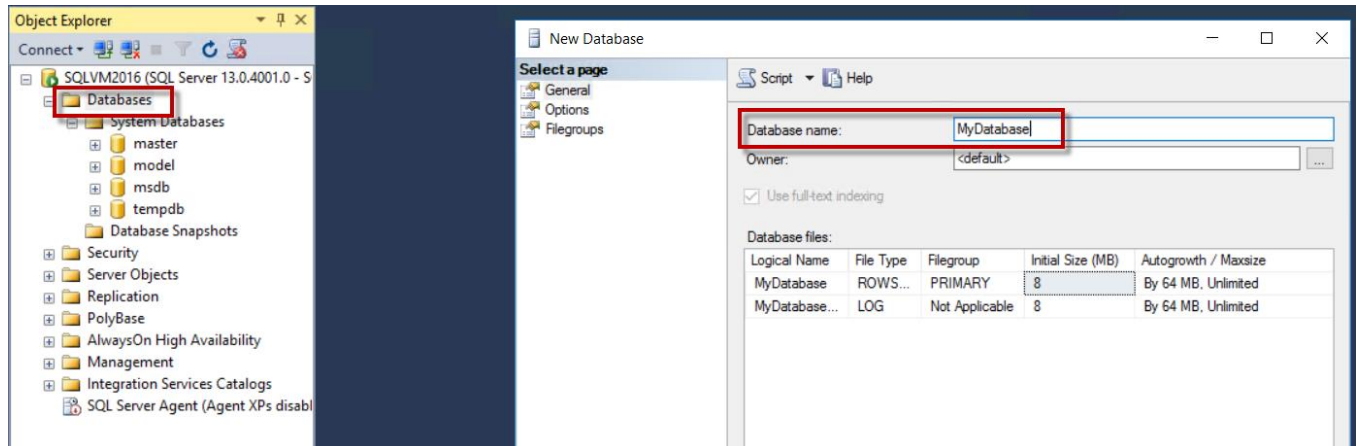 Object Explorer
Connect
SQLVM2016 (SQL Server 13.0.4001.0 - S
Databases
System Databases
master
model
msdb
tempdb
Database Snapshots
Security
Server Objects
Replication
PolyBase
AlwaysOn High Availability
Management
Integration Services Catalogs
SQL Server Agent (Agent XPs disabl
New Database
Select a page
General
Options
Filegroups
Script Help
Database name: MyDatabase
Owner: <default> ...
Use full-text indexing
Database files:
Logical Name File Type Filegroup Initial Size (MB) Autogrowth / Maxsize
MyDatabase ROWS... PRIMARY 8 By 64 MB, Unlimited
MyDatabase... LOG Not Applicable 8 By 64 MB, Unlimited